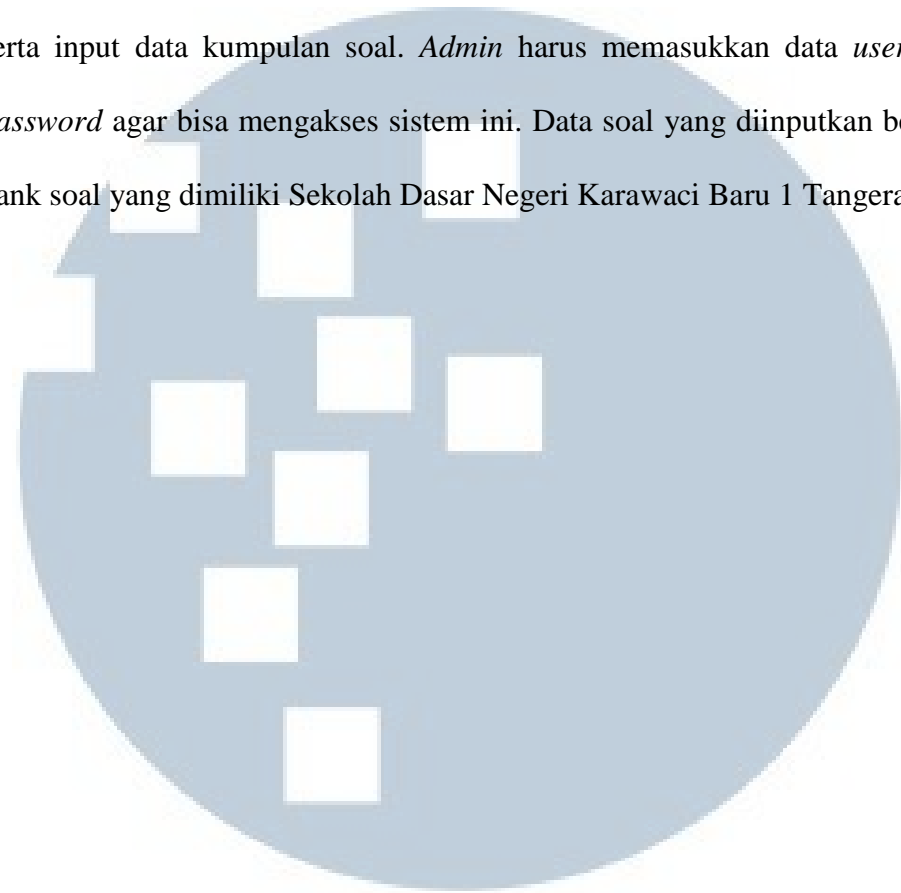 erta input data kumpulan soal. Admin harus memasukkan data user
assword agar bisa mengakses sistem ini. Data soal yang diinputkan be
ank soal yang dimiliki Sekolah Dasar Negeri Karawaci Baru 1 Tangera